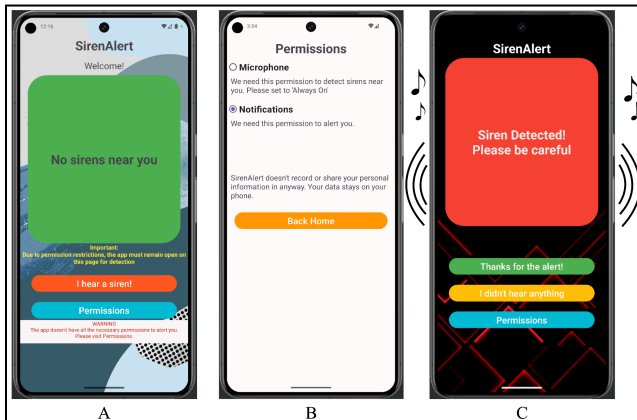 12:16
SirenAlert
Welcome!
No sirens near you
Important:
Due to permission restrictions, the app must remain open on
this page for detection
I hear a siren!
Permissions
WARNING
The app doesn't have all the necessary permissions to alert you
Please visit Permissions.
A
3:54
Permissions
Microphone
We need this permission to detect sirens near
you. Please set to 'Always On'
Notifications
We need this permission to alert you.
SirenAlert doesn't record or share your personal
information in anyway. Your data stays on your
phone.
Back Home
B
SirenAlert
Siren Detected!
Please be careful
Thanks for the alert!
I didn't hear anything
Permissions
C